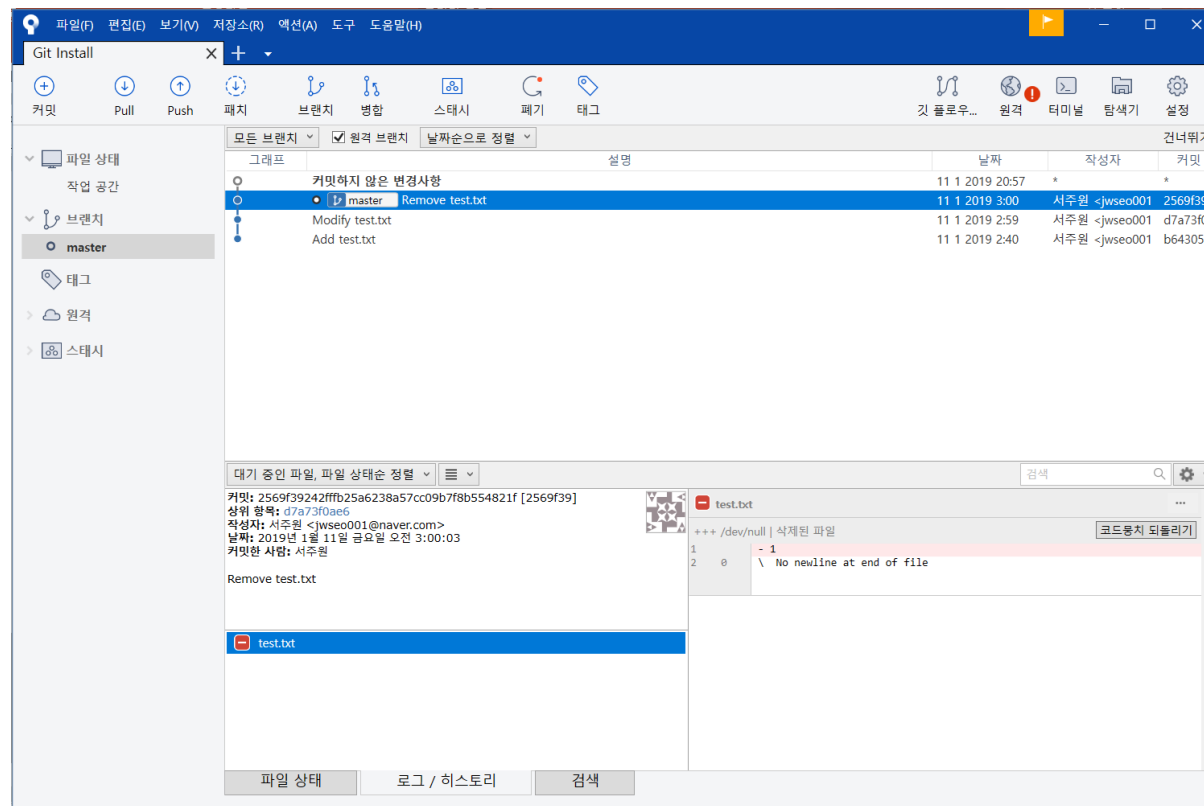 파일(F) 편집(E) 보기(V) 저장소(R) 액션(A) 도구 도움말(H)
Git Install
커밋 Pull Push 패치 브랜치 병합 스태시 폐기 태그 깃 플로우... 원격 터미널 탐색기 설정
모든 브랜치 원격 브랜치 날짜순으로 정렬 건너뛰기
파일 상태
작업 공간
브랜치
master
태그
원격
스태시
그래프 설명 날짜 작성자 커밋
커밋하지 않은 변경사항 11 1 2019 20:57 * *
master Remove test.txt 11 1 2019 3:00 서주원 <jwseo001 2569f39
Modify test.txt 11 1 2019 2:59 서주원 <jwseo001 d7a73f0
Add test.txt 11 1 2019 2:40 서주원 <jwseo001 b64305
대기 중인 파일, 파일 상태순 정렬 검색
커밋: 2569f39242fffb25a6238a57cc09b7f8b554821f [2569f39]
상위 항목: d7a73f0ae6
작성자: 서주원 <jwseo001@naver.com>
날짜: 2019년 1월 11일 금요일 오전 3:00:03
커밋한 사람: 서주원
Remove test.txt
test.txt
test.txt
+++ /dev/null | 삭제된 파일 코드뭉치 되돌리기
1 - 1
2 0 \ No newline at end of file
파일 상태 로그 / 히스토리 검색